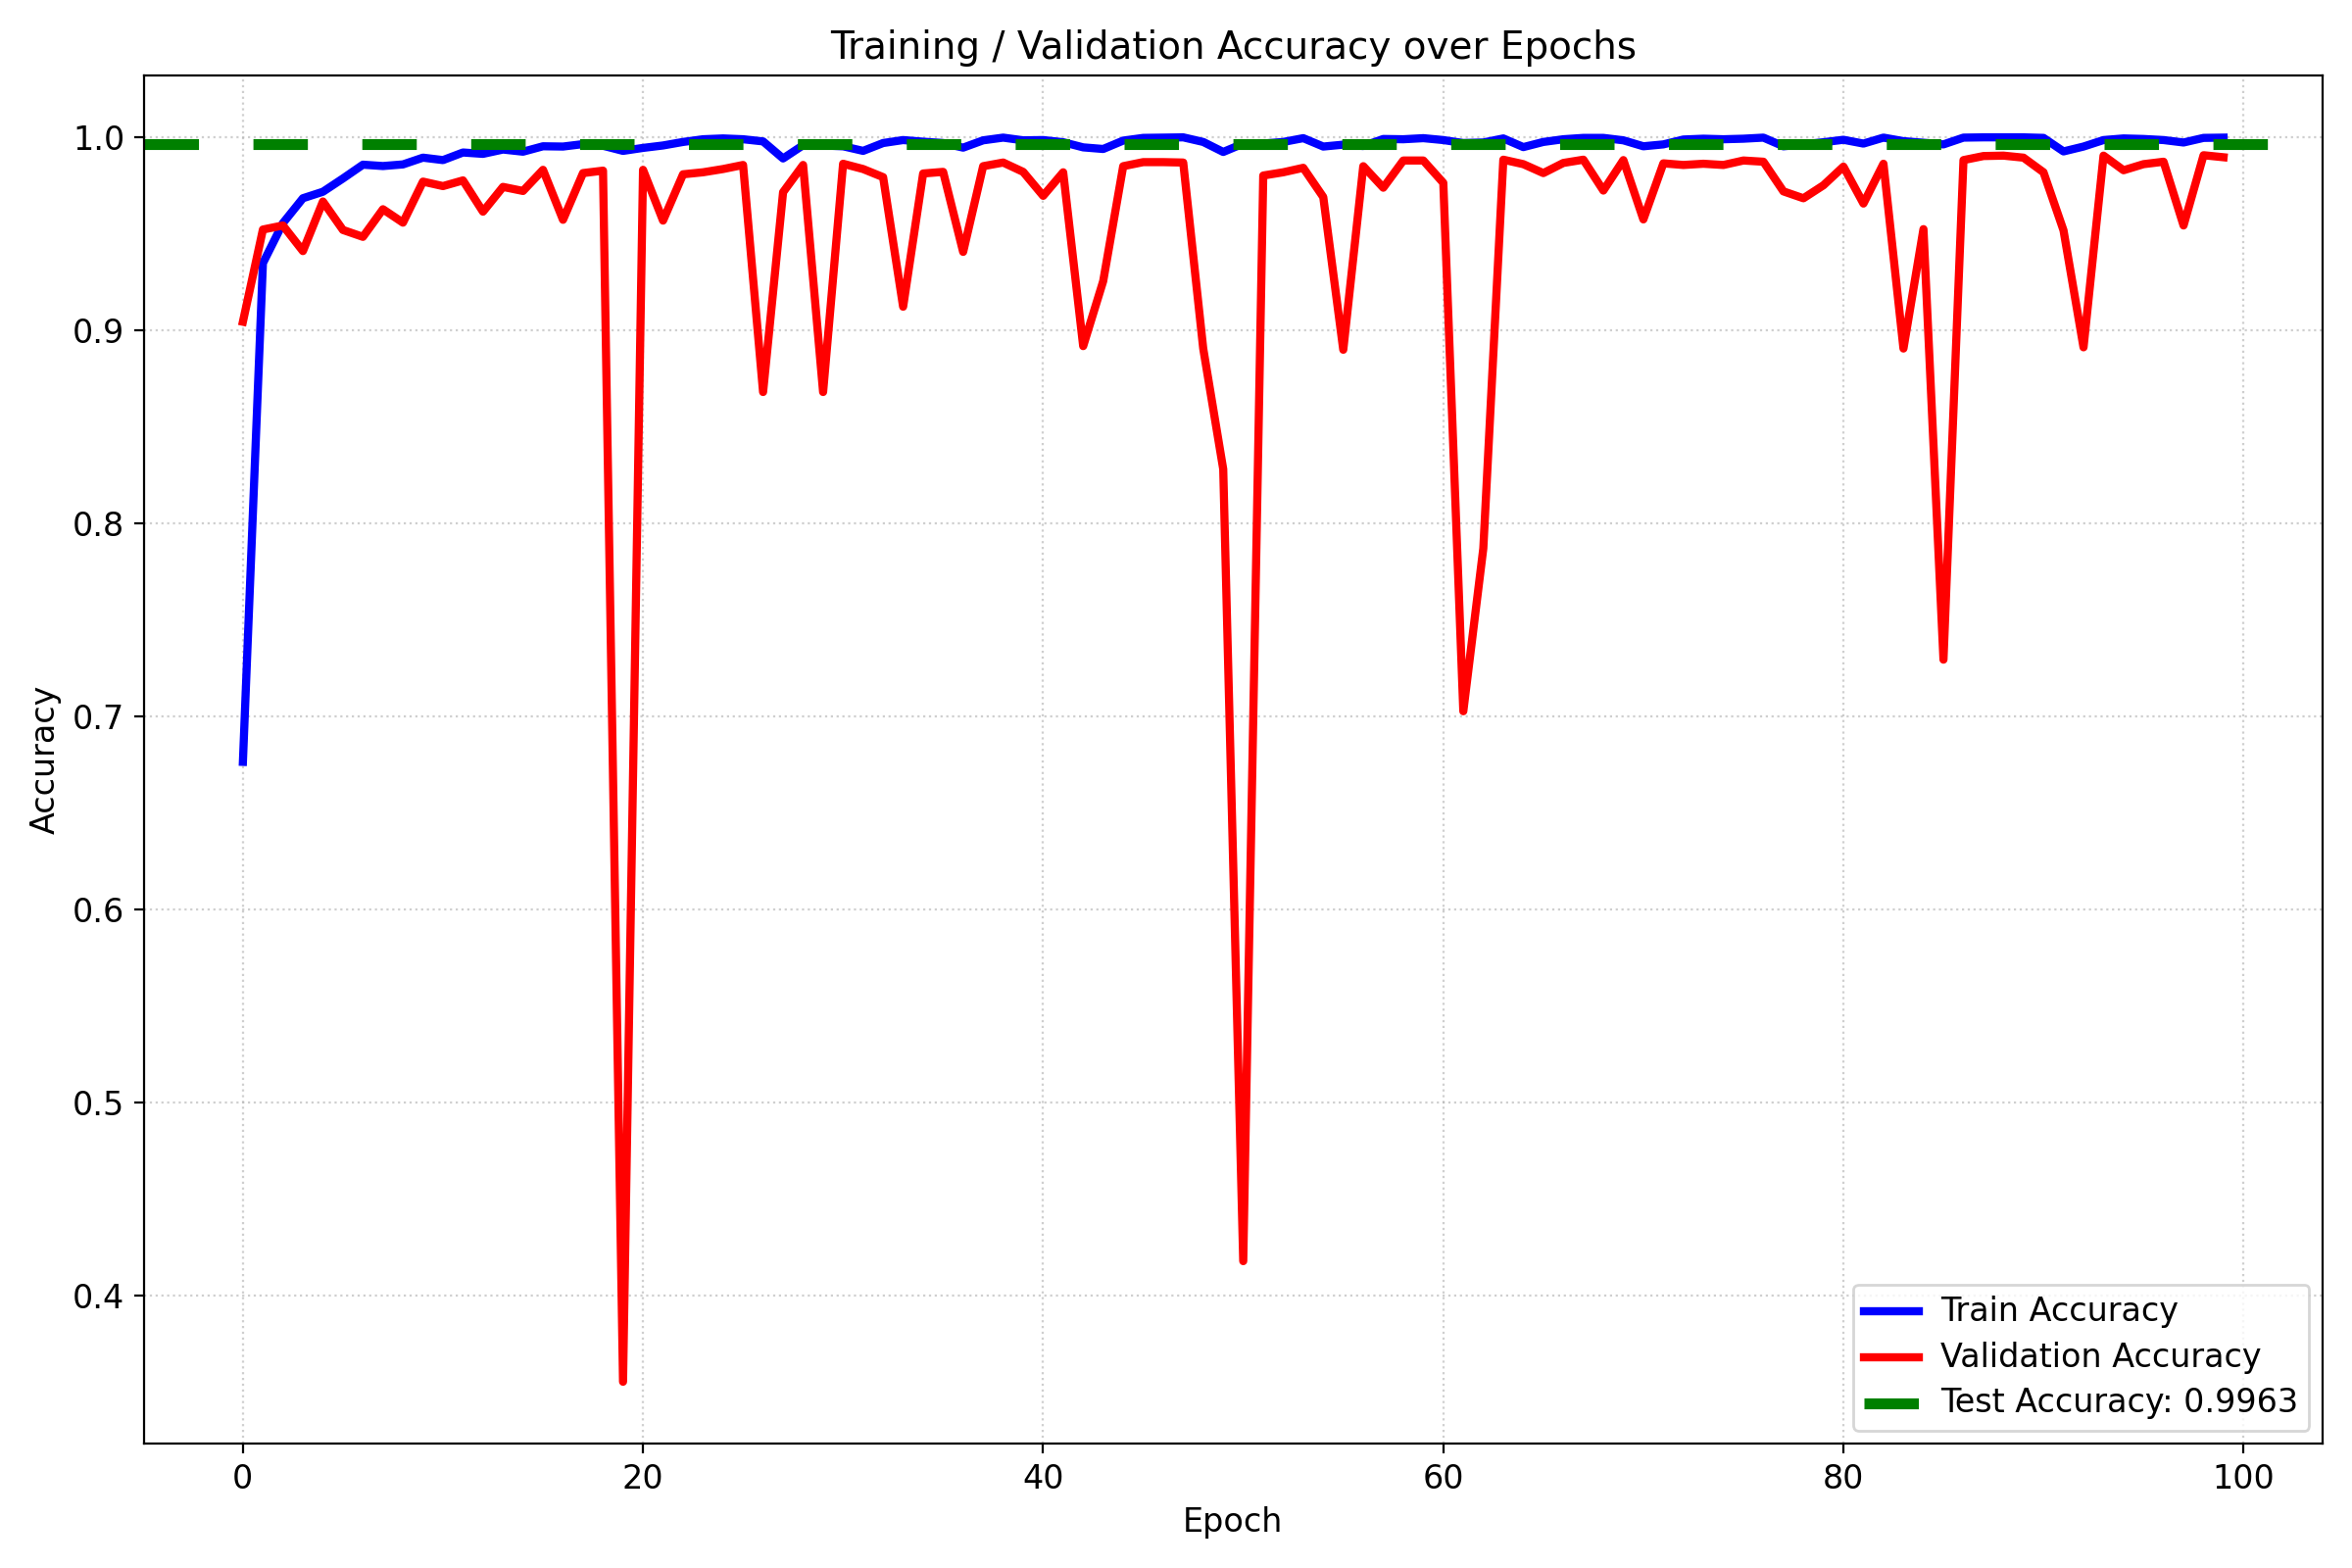 Training / Validation Accuracy over Epochs
1.0
0.9
0.8
0.7
0.6
0.5
0.4
Accuracy
0 20 40 60 80 100
Epoch
Train Accuracy
Validation Accuracy
Test Accuracy: 0.9963